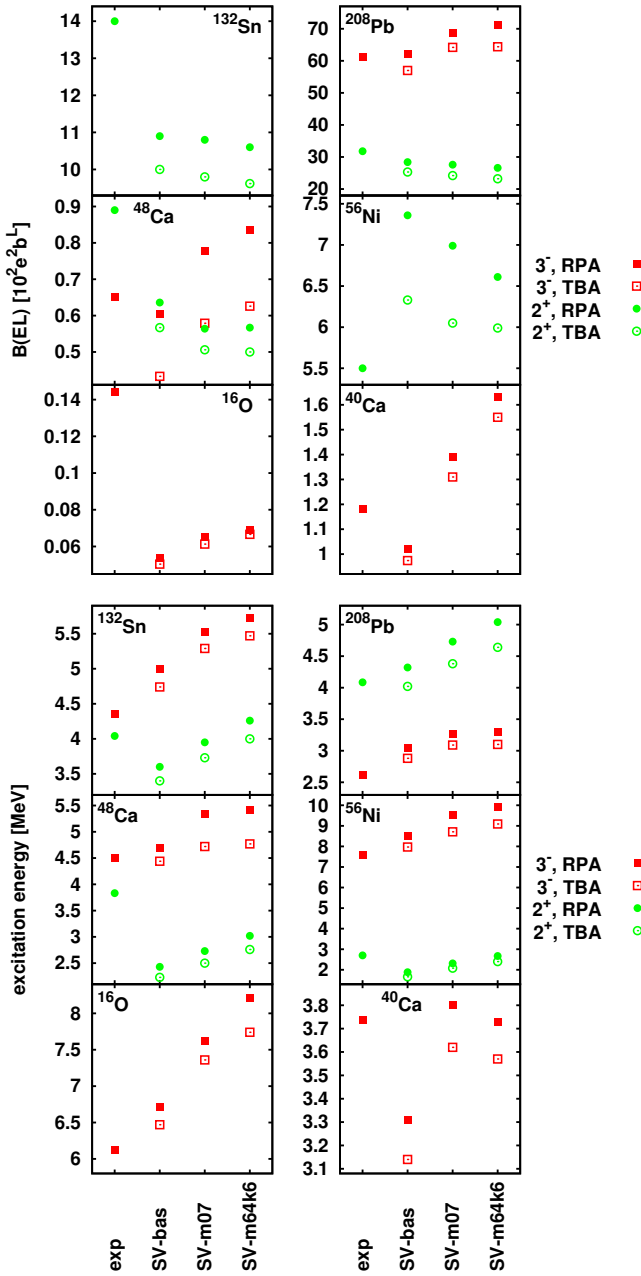 14
13
12
11
10
¹³²Sn
70
60
50
40
30
20
²⁰⁸Pb
B(EL) [10²e²bᴸ]
0.9
0.8
0.7
0.6
0.5
⁴⁸Ca
7.5
7
6.5
6
5.5
⁵⁶Ni
3⁻, RPA
3⁻, TBA
2⁺, RPA
2⁺, TBA
0.14
0.12
0.1
0.08
0.06
¹⁶O
1.6
1.5
1.4
1.3
1.2
1.1
1
⁴⁰Ca
excitation energy [MeV]
5.5
5
4.5
4
3.5
¹³²Sn
5
4.5
4
3.5
3
2.5
²⁰⁸Pb
5.5
5
4.5
4
3.5
3
2.5
⁴⁸Ca
10
9
8
7
6
5
4
3
2
⁵⁶Ni
3⁻, RPA
3⁻, TBA
2⁺, RPA
2⁺, TBA
8
7.5
7
6.5
6
¹⁶O
3.8
3.7
3.6
3.5
3.4
3.3
3.2
3.1
⁴⁰Ca
exp
SV-bas
SV-m07
SV-m64k6
exp
SV-bas
SV-m07
SV-m64k6